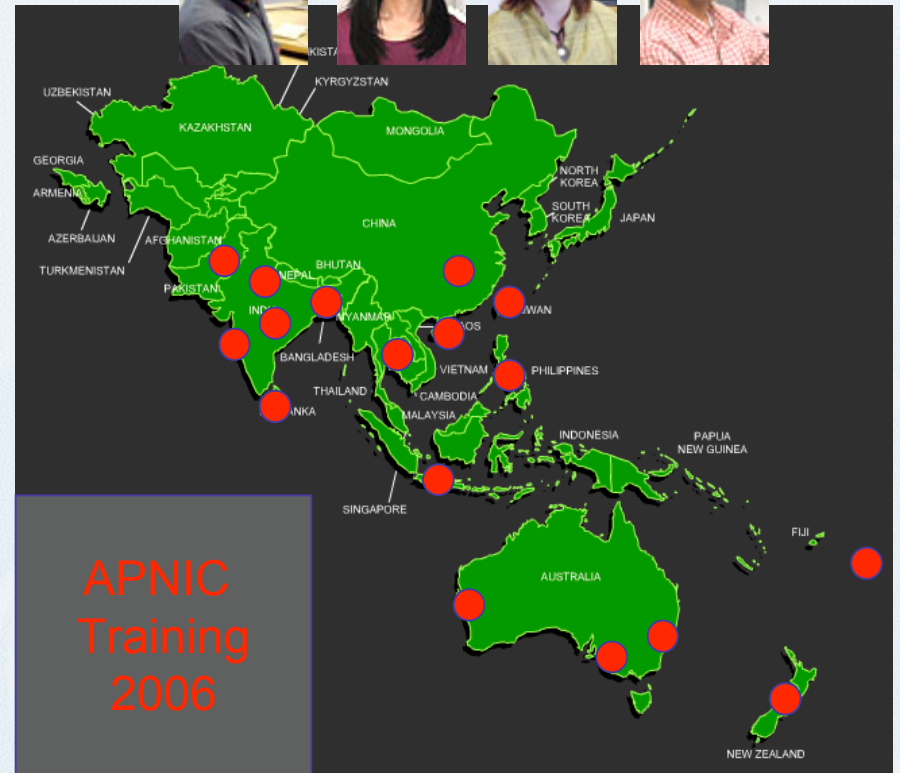 KYRGYZSTAN
UZBEKISTAN
KAZAKHSTAN
MONGOLIA
GEORGIA
NORTH
KOREA
ARMENIA
SOUTH
KOREA
JAPAN
CHINA
AZERBAIJAN
AFGHANISTAN
TURKMENISTAN
BHUTAN
NEPAL
PAKISTAN
MYANMAR
BANGLADESH
VIETNAM
PHILIPPINES
THAILAND
CAMBODIA
MALAYSIA
INDONESIA
PAPUA
NEW GUINEA
SINGAPORE
FIJI
AUSTRALIA
APNIC
Training
2006
NEW ZEALAND